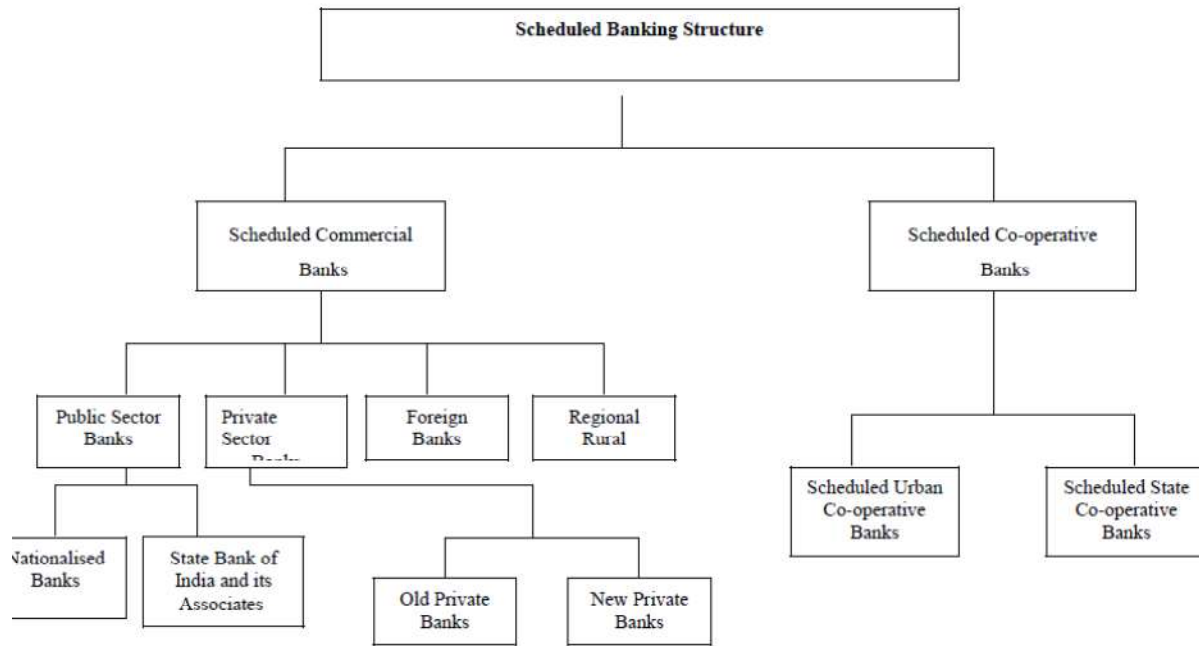 Scheduled Banking Structure
Scheduled Commercial
Banks
Scheduled Co-operative
Banks
Public Sector
Banks
Private
Sector
Banks
Foreign
Banks
Regional
Rural
Scheduled Urban
Co-operative
Banks
Scheduled State
Co-operative
Banks
Nationalised
Banks
State Bank of
India and its
Associates
Old Private
Banks
New Private
Banks